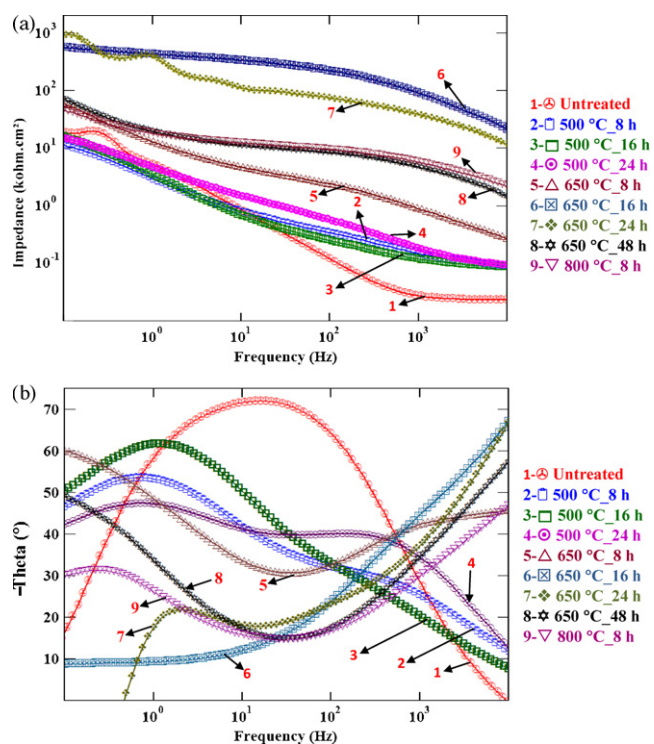 (a)
10³
10²
10¹
10⁰
10⁻¹
Impedance (kohm.cm²)
6
7
9
8
5
2
4
3
1
10⁰ 10¹ 10² 10³
Frequency (Hz)
1- Untreated
2- 500 °C_8 h
3- 500 °C_16 h
4- 500 °C_24 h
5- 650 °C_8 h
6- 650 °C_16 h
7- 650 °C_24 h
8- 650 °C_48 h
9- 800 °C_8 h
(b)
70
60
50
40
30
20
10
-Theta (°)
8
5
4
9
7
6
3
2
1
10⁰ 10¹ 10² 10³
Frequency (Hz)
1- Untreated
2- 500 °C_8 h
3- 500 °C_16 h
4- 500 °C_24 h
5- 650 °C_8 h
6- 650 °C_16 h
7- 650 °C_24 h
8- 650 °C_48 h
9- 800 °C_8 h